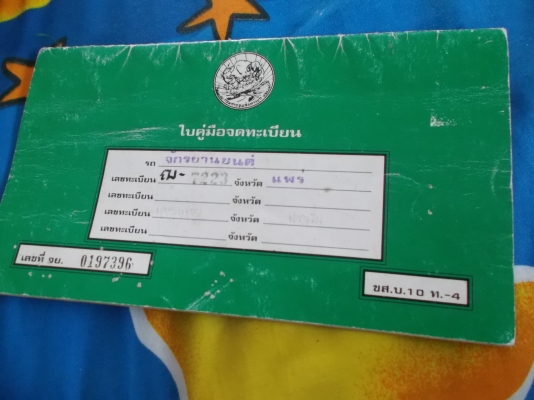 ใบคู่มือจดทะเบียน
รถ จักรยานยนต์
เลขทะเบียน ฌ- 7223 จังหวัด แพร่
เลขทะเบียน จังหวัด
เลขทะเบียน จังหวัด
เลขทะเบียน จังหวัด
เลขที่ จย. 0197396
ขส.บ.10 ท.-4